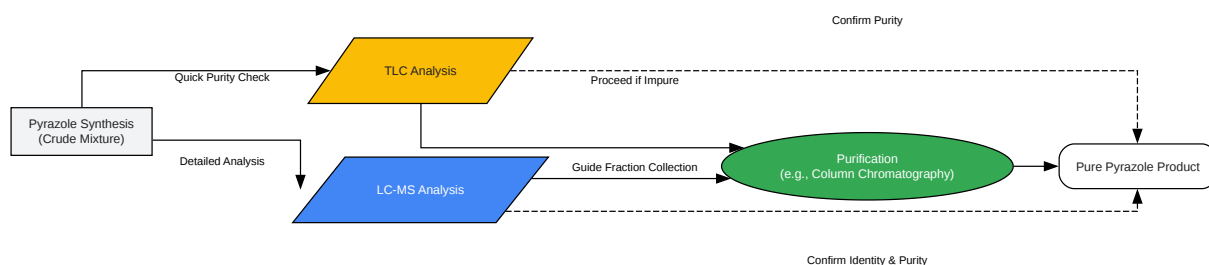 Confirm Purity
TLC Analysis
Quick Purity Check
Proceed if Impure
Pyrazole Synthesis
(Crude Mixture)
Detailed Analysis
LC-MS Analysis
Guide Fraction Collection
Purification
(e.g., Column Chromatography)
Pure Pyrazole Product
Confirm Identity & Purity